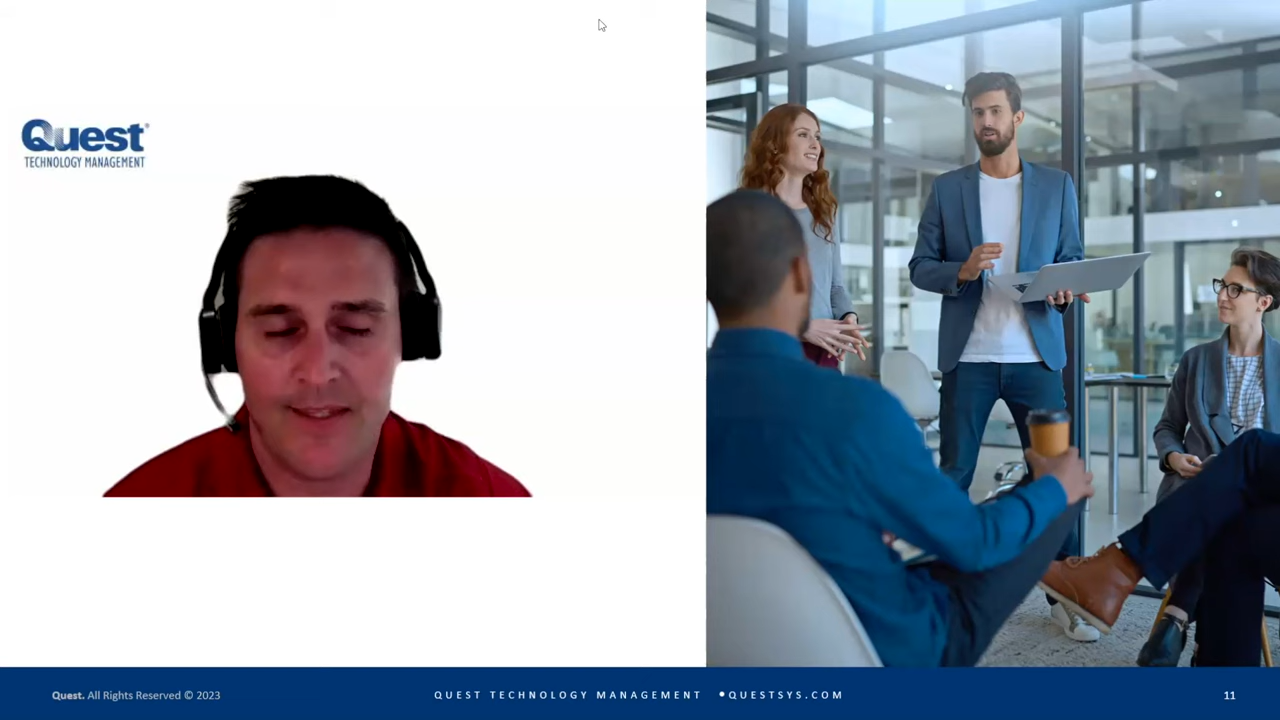 Quest®
TECHNOLOGY MANAGEMENT
Quest. All Rights Reserved © 2023
QUEST TECHNOLOGY MANAGEMENT •QUESTSYS.COM
11